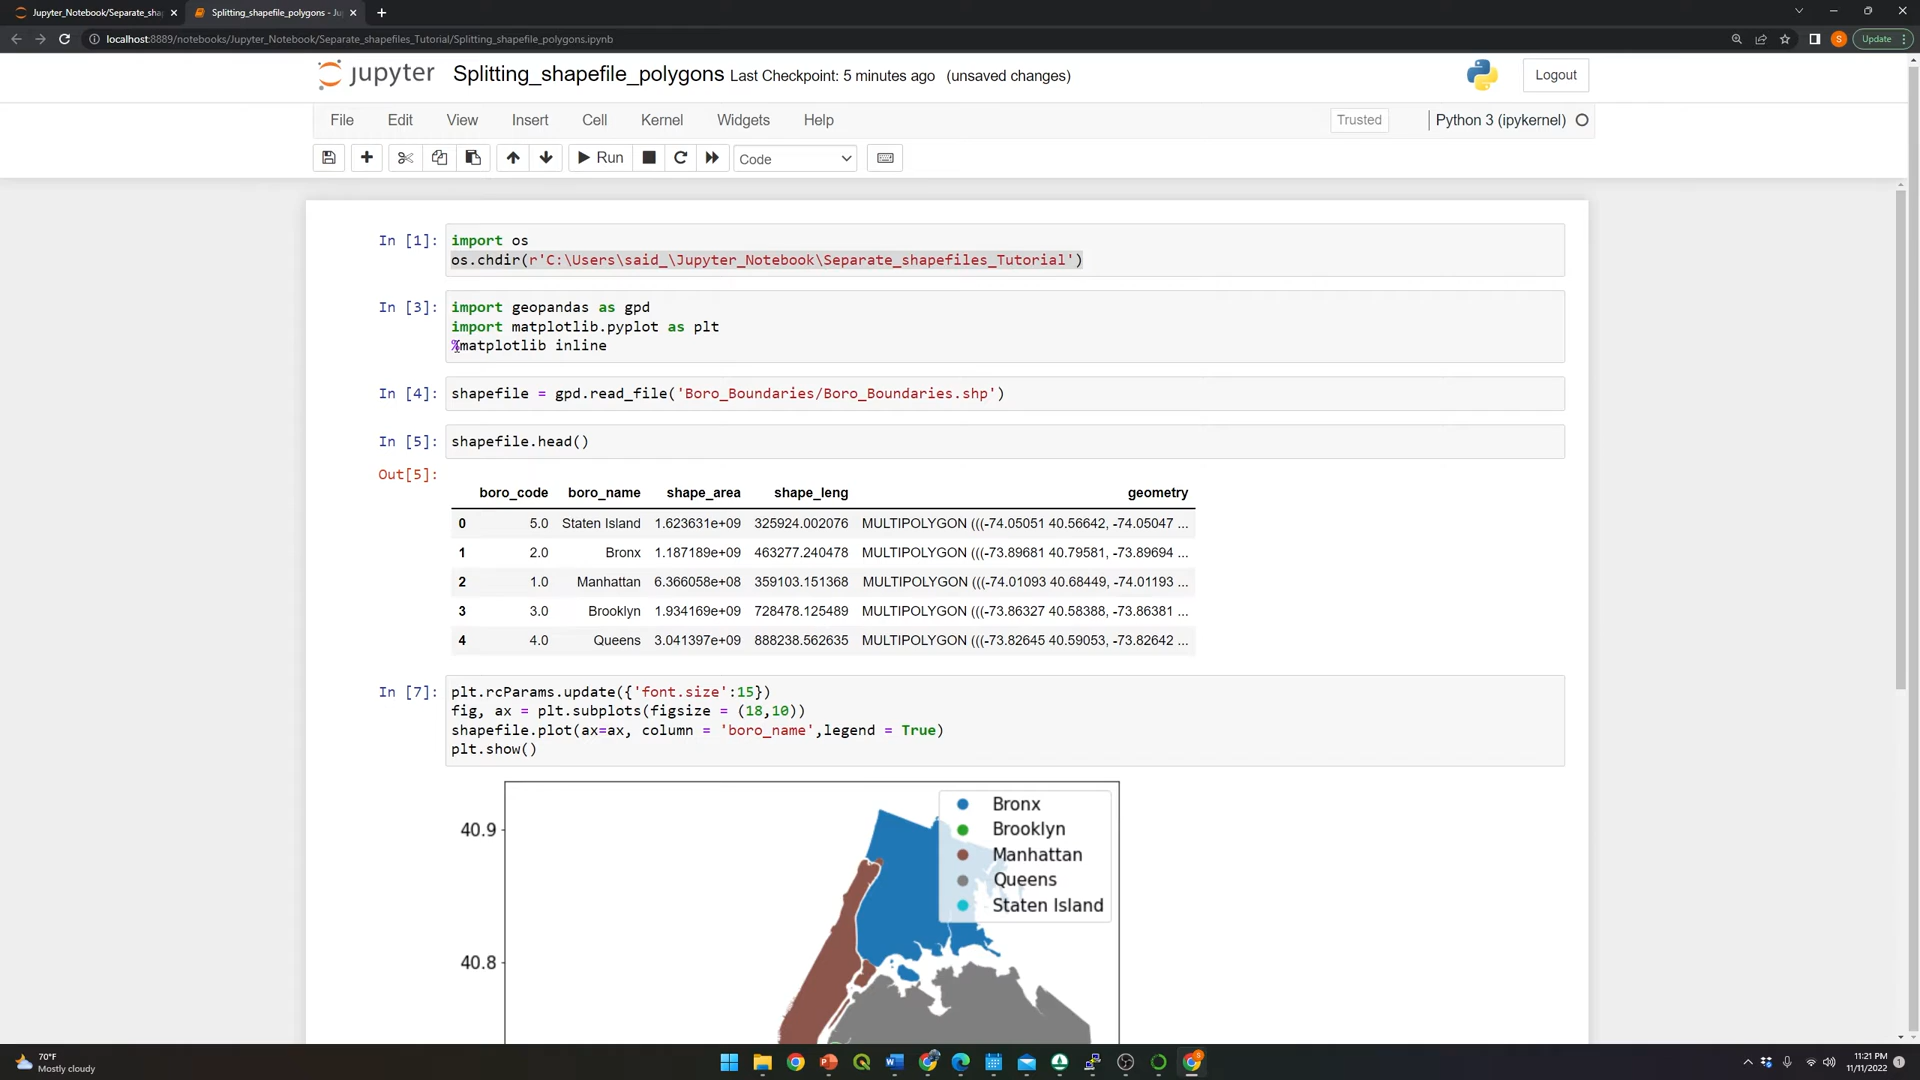 Jupyter_Notebook/Separate_sha
Splitting_shapefile_polygons - Ju
localhost:8889/notebooks/Jupyter_Notebook/Separate_shapefiles_Tutorial/Splitting_shapefile_polygons.ipynb
S
Update
jupyter Splitting_shapefile_polygons Last Checkpoint: 5 minutes ago (unsaved changes)
Logout
File Edit View Insert Cell Kernel Widgets Help
Trusted
Python 3 (ipykernel)
Run
Code
In [1]: import os
os.chdir(r'C:\Users\said_\Jupyter_Notebook\Separate_shapefiles_Tutorial')
In [3]: import geopandas as gpd
import matplotlib.pyplot as plt
%matplotlib inline
In [4]: shapefile = gpd.read_file('Boro_Boundaries/Boro_Boundaries.shp')
In [5]: shapefile.head()
Out[5]:
boro_code boro_name shape_area shape_leng geometry
0 5.0 Staten Island 1.623631e+09 325924.002076 MULTIPOLYGON (((-74.05051 40.56642, -74.05047 ...
1 2.0 Bronx 1.187189e+09 463277.240478 MULTIPOLYGON (((-73.89681 40.79581, -73.89694 ...
2 1.0 Manhattan 6.366058e+08 359103.151368 MULTIPOLYGON (((-74.01093 40.68449, -74.01193 ...
3 3.0 Brooklyn 1.934169e+09 728478.125489 MULTIPOLYGON (((-73.86327 40.58388, -73.86381 ...
4 4.0 Queens 3.041397e+09 888238.562635 MULTIPOLYGON (((-73.82645 40.59053, -73.82642 ...
In [7]: plt.rcParams.update({'font.size':15})
fig, ax = plt.subplots(figsize = (18,10))
shapefile.plot(ax=ax, column = 'boro_name',legend = True)
plt.show()
Bronx
Brooklyn
Manhattan
Queens
Staten Island
40.9
40.8
70°F
Mostly cloudy
11:21 PM
11/11/2022